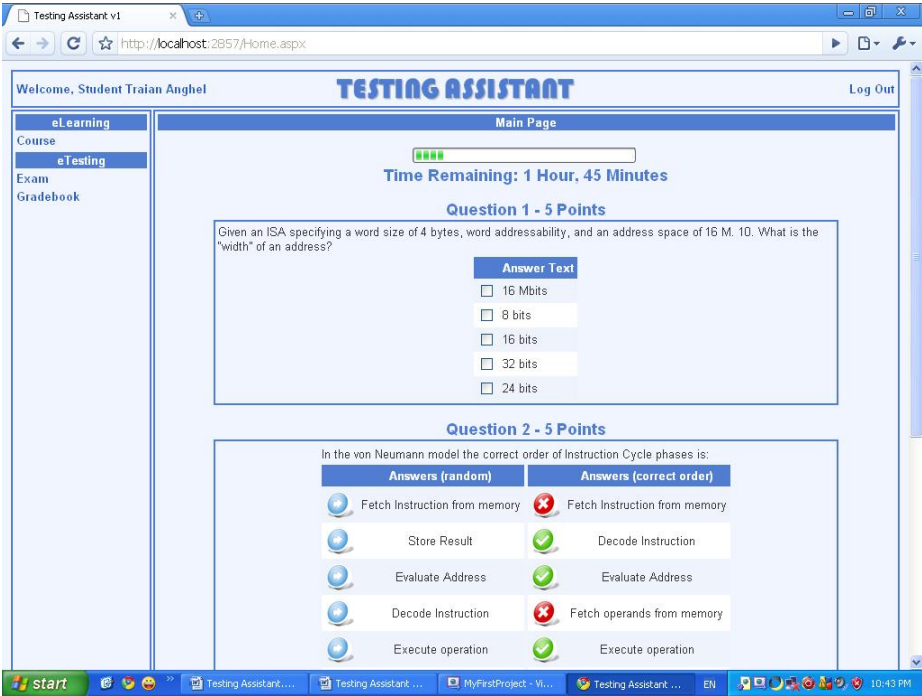 Testing Assistant v1
http://localhost:2857/Home.aspx
Welcome, Student Traian Anghel
TESTING ASSISTANT
Log Out
eLearning
Course
eTesting
Exam
Gradebook
Main Page
Time Remaining: 1 Hour, 45 Minutes
Question 1 - 5 Points
Given an ISA specifying a word size of 4 bytes, word addressability, and an address space of 16 M. 10. What is the
"width" of an address?
Answer Text
16 Mbits
8 bits
16 bits
32 bits
24 bits
Question 2 - 5 Points
In the von Neumann model the correct order of Instruction Cycle phases is:
Answers (random) Answers (correct order)
Fetch Instruction from memory Fetch Instruction from memory
Store Result Decode Instruction
Evaluate Address Evaluate Address
Decode Instruction Fetch operands from memory
Execute operation Execute operation
start Testing Assistant.... Testing Assistant ... MyFirstProject - Vi... Testing Assistant ... EN 10:43 PM